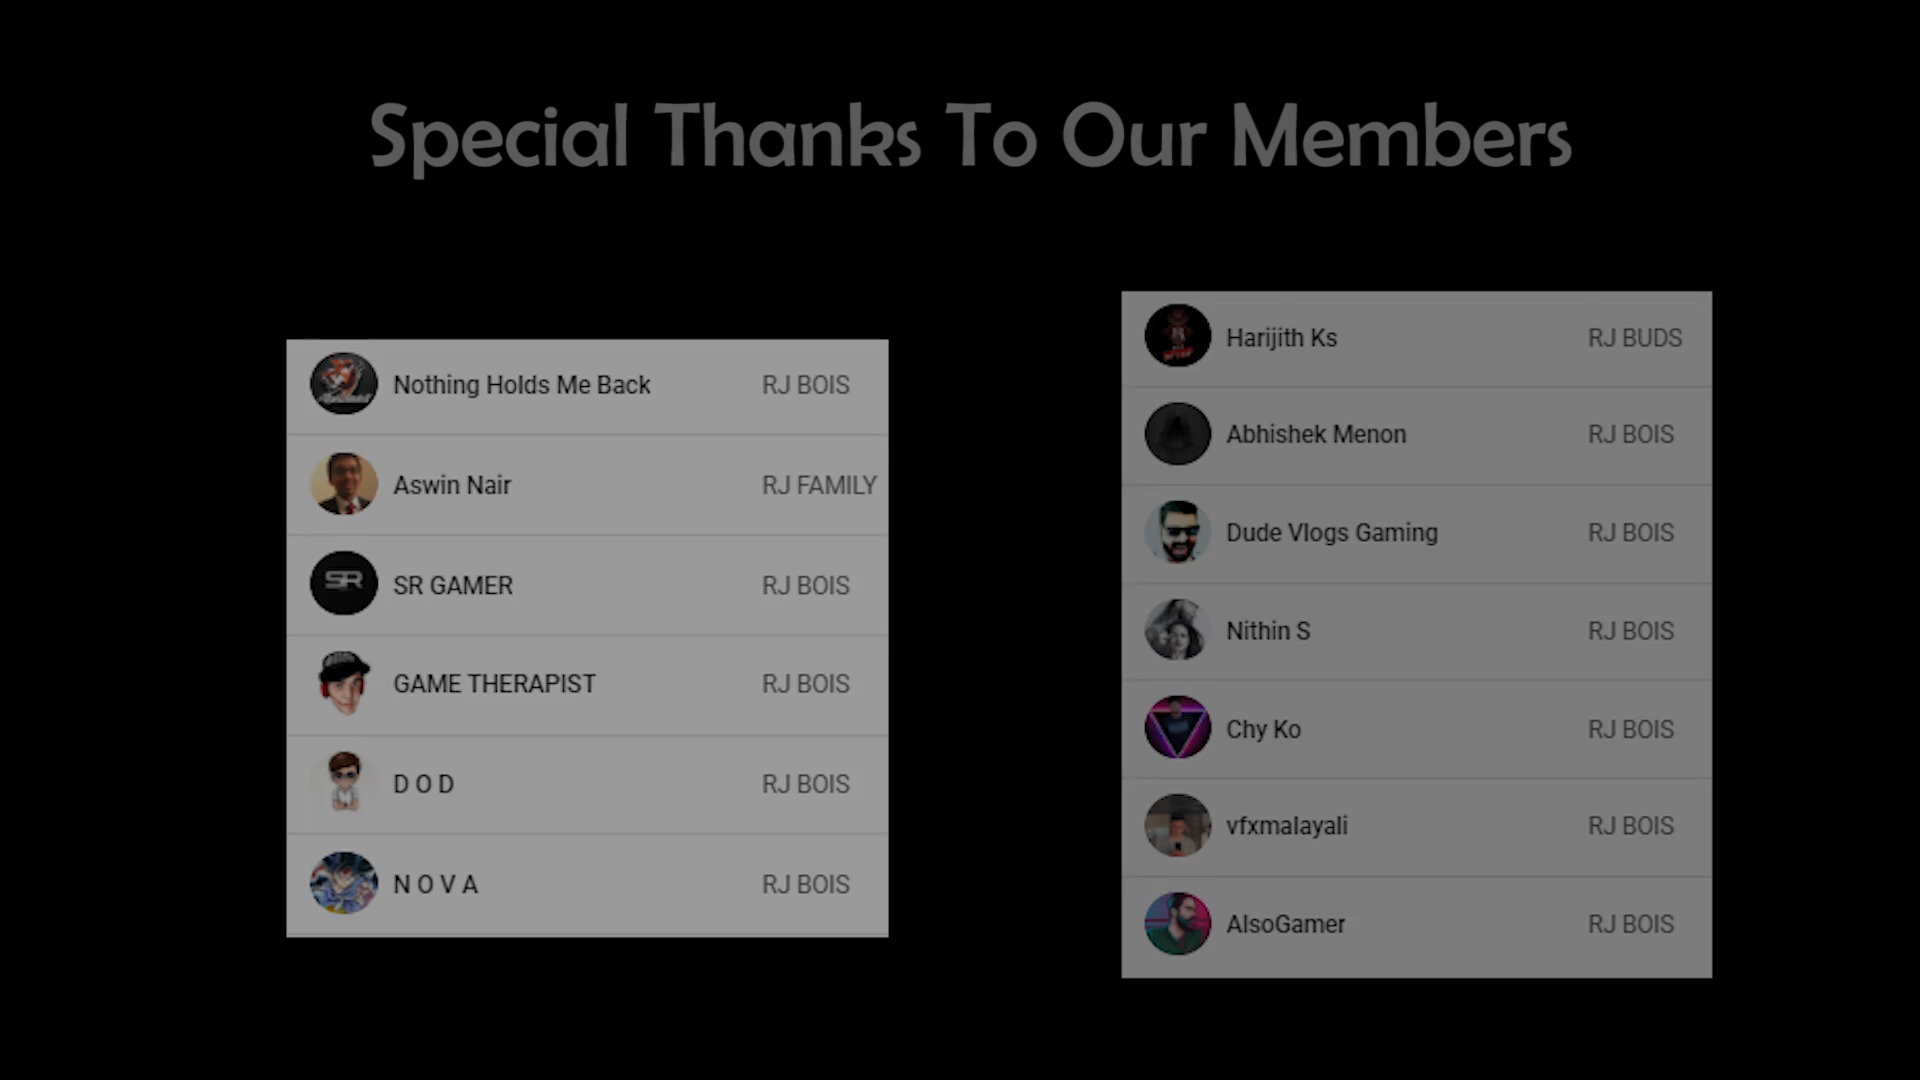 Special Thanks To Our Members
Nothing Holds Me Back RJ BOIS
Aswin Nair RJ FAMILY
SR GAMER RJ BOIS
GAME THERAPIST RJ BOIS
D O D RJ BOIS
N O V A RJ BOIS
Harijith Ks RJ BUDS
Abhishek Menon RJ BOIS
Dude Vlogs Gaming RJ BOIS
Nithin S RJ BOIS
Chy Ko RJ BOIS
vfxmalayali RJ BOIS
AlsoGamer RJ BOIS
SR